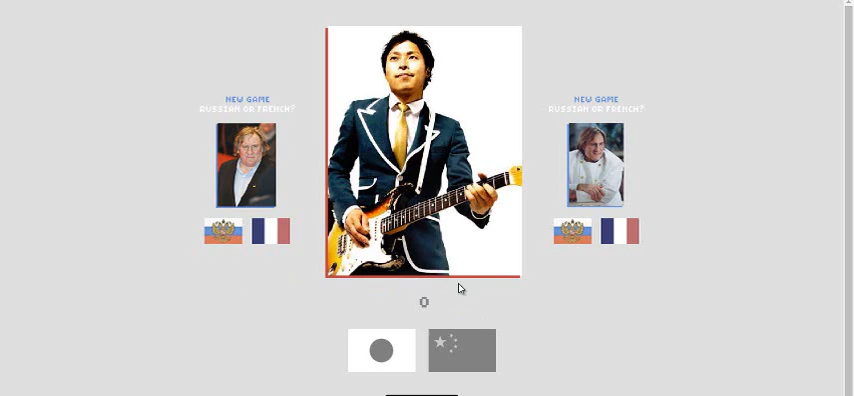 NEW GAME
RUSSIAN OR FRENCH?
NEW GAME
RUSSIAN OR FRENCH?
0